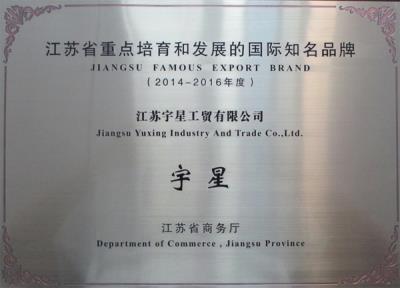 江苏省重点培育和发展的国际知名品牌
JIANGSU FAMOUS EXPORT BRAND
（2014-2016年度）
江苏宇星工贸有限公司
Jiangsu Yuxing Industry And Trade Co.,Ltd.
宇星
江苏省商务厅
Department of Commerce , Jiangsu Province